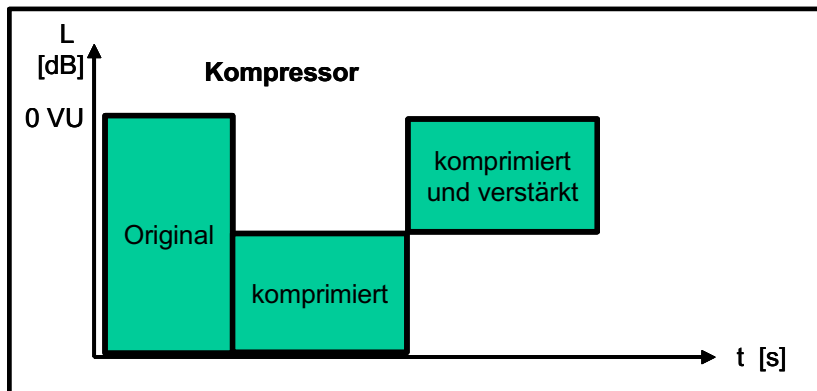 L
[dB]
Kompressor
0 VU
komprimiert
und verstärkt
Original
komprimiert
t [s]